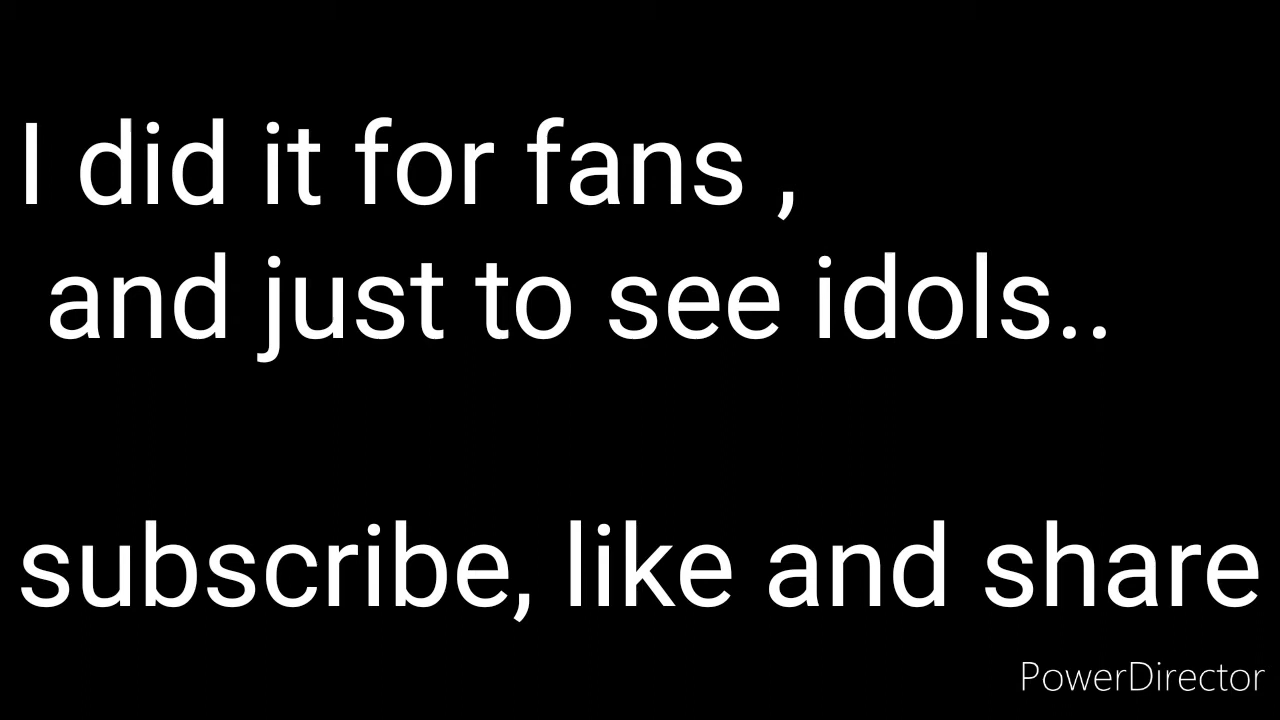 I did it for fans ,
and just to see idols..
subscribe, like and share
PowerDirector